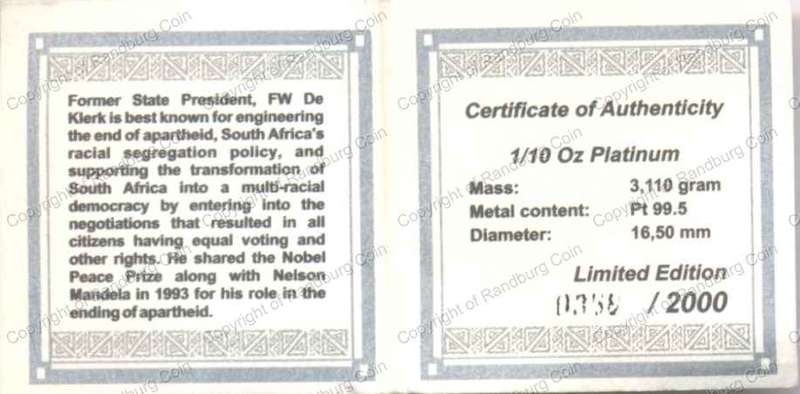 Former State President, FW De
Klerk is best known for engineering
the end of apartheid, South Africa's
racial segregation policy, and
supporting the transformation of
South Africa into a multi-racial
democracy by entering into the
negotiations that resulted in all
citizens having equal voting and
other rights. He shared the Nobel
Peace Prize along with Nelson
Mandela in 1993 for his role in the
ending of apartheid.
Certificate of Authenticity
1/10 Oz Platinum
Mass: 3,110 gram
Metal content: Pt 99.5
Diameter: 16,50 mm
Limited Edition
/ 2000
Copyright of Randburg Coin